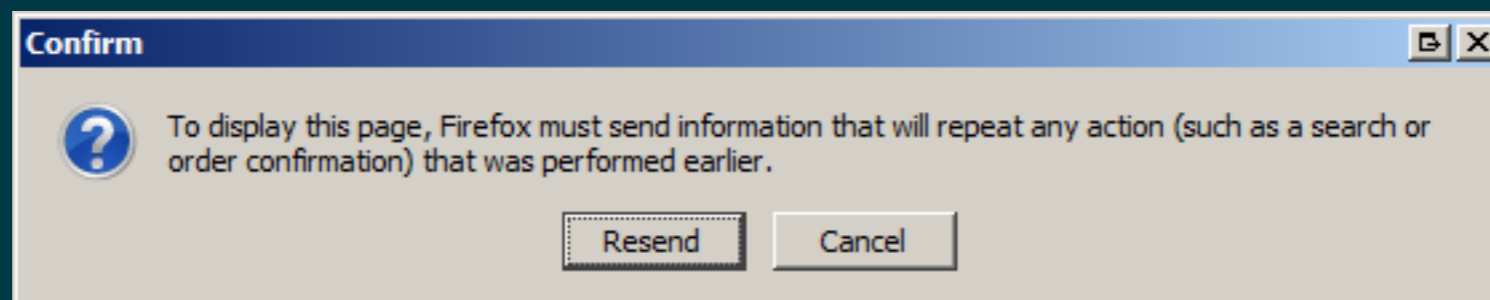 Confirm
To display this page, Firefox must send information that will repeat any action (such as a search or
order confirmation) that was performed earlier.
Resend
Cancel